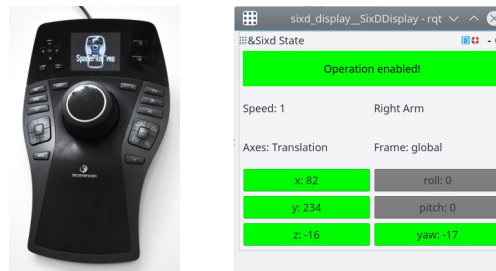 SpacePilot PRO
3Dconnexion
sixd_display__SixDDisplay - rqt
&Sixd State
D
Operation enabled!
Speed: 1
Right Arm
Axes: Translation
Frame: global
x: 82
roll: 0
y: 234
pitch: 0
z: -16
yaw: -17